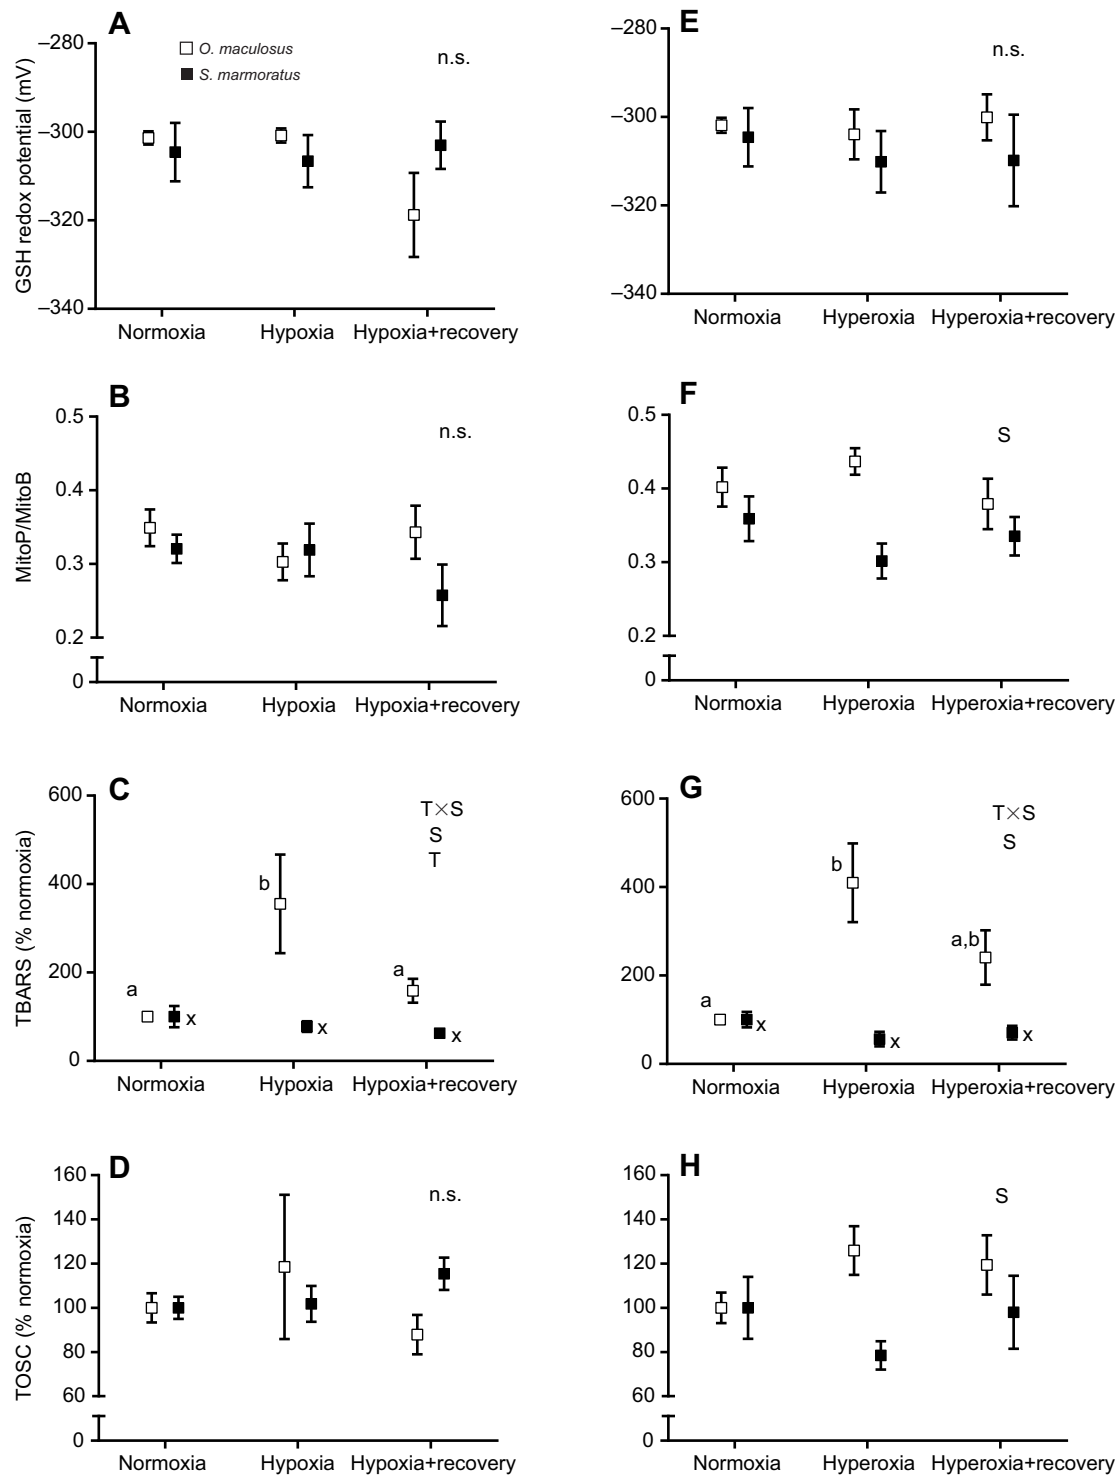 A
O. maculosus
S. marmoratus
n.s.
GSH redox potential (mV)
–280
–300
–320
–340
Normoxia
Hypoxia
Hypoxia+recovery
E
n.s.
–280
–300
–320
–340
Normoxia
Hyperoxia
Hyperoxia+recovery
B
n.s.
MitoP/MitoB
0.5
0.4
0.3
0.2
0
Normoxia
Hypoxia
Hypoxia+recovery
F
S
0.5
0.4
0.3
0.2
0
Normoxia
Hyperoxia
Hyperoxia+recovery
C
T×S
S
T
TBARS (% normoxia)
600
400
200
0
a
x
b
x
a
x
Normoxia
Hypoxia
Hypoxia+recovery
G
T×S
S
600
400
200
0
a
x
b
x
a,b
x
Normoxia
Hyperoxia
Hyperoxia+recovery
D
n.s.
TOSC (% normoxia)
160
140
120
100
80
60
0
Normoxia
Hypoxia
Hypoxia+recovery
H
S
160
140
120
100
80
60
0
Normoxia
Hyperoxia
Hyperoxia+recovery